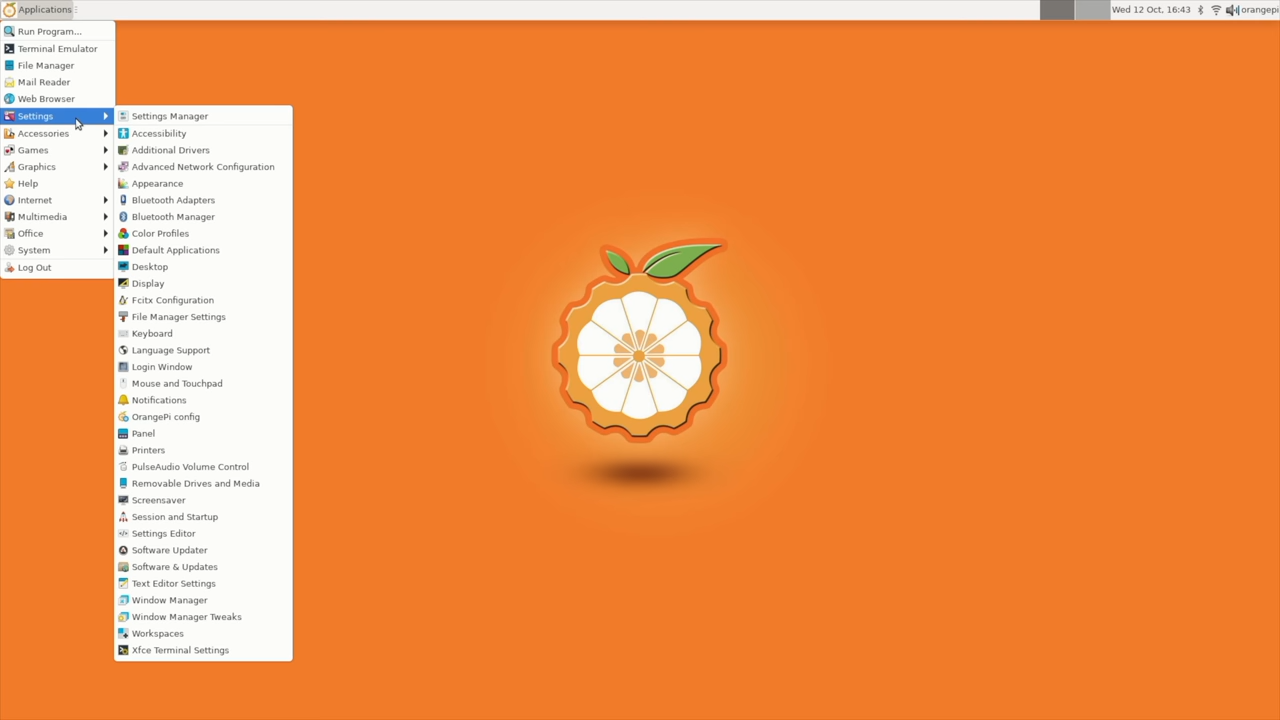 Applications
Wed 12 Oct, 16:43
orangepi
Run Program...
Terminal Emulator
File Manager
Mail Reader
Web Browser
Settings
Accessories
Games
Graphics
Help
Internet
Multimedia
Office
System
Log Out
Settings Manager
Accessibility
Additional Drivers
Advanced Network Configuration
Appearance
Bluetooth Adapters
Bluetooth Manager
Color Profiles
Default Applications
Desktop
Display
Fcitx Configuration
File Manager Settings
Keyboard
Language Support
Login Window
Mouse and Touchpad
Notifications
OrangePi config
Panel
Printers
PulseAudio Volume Control
Removable Drives and Media
Screensaver
Session and Startup
Settings Editor
Software Updater
Software & Updates
Text Editor Settings
Window Manager
Window Manager Tweaks
Workspaces
Xfce Terminal Settings